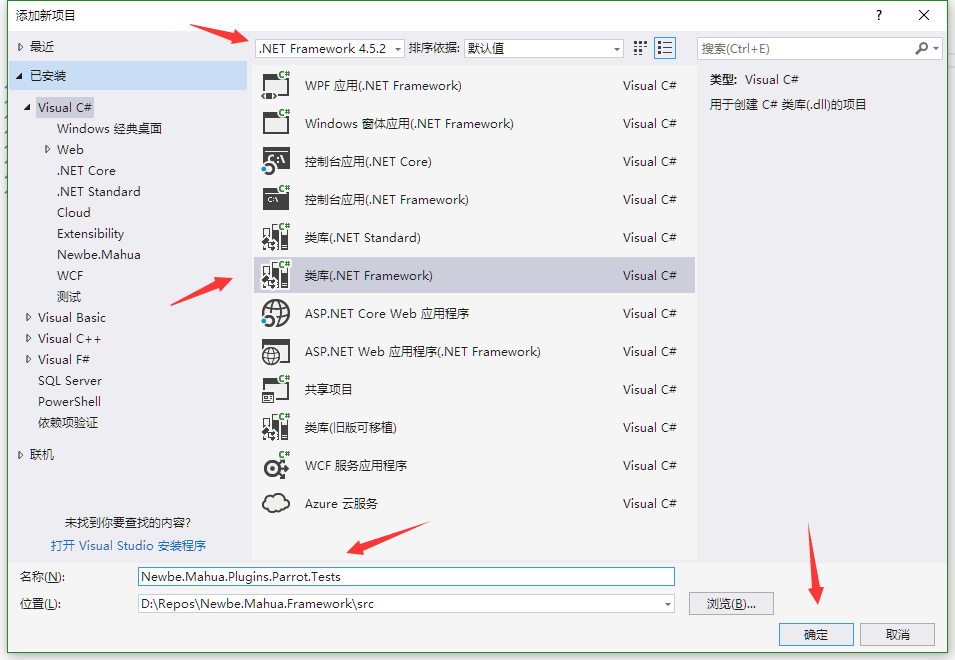 添加新项目
?
最近
.NET Framework 4.5.2
排序依据:
默认值
搜索(Ctrl+E)
已安装
Visual C#
Windows 经典桌面
Web
.NET Core
.NET Standard
Cloud
Extensibility
Newbe.Mahua
WCF
测试
Visual Basic
Visual C++
Visual F#
SQL Server
PowerShell
依赖项验证
联机
未找到你要查找的内容?
打开 Visual Studio 安装程序
WPF 应用(.NET Framework) Visual C#
Windows 窗体应用(.NET Framework) Visual C#
控制台应用(.NET Core) Visual C#
控制台应用(.NET Framework) Visual C#
类库(.NET Standard) Visual C#
类库(.NET Framework) Visual C#
ASP.NET Core Web 应用程序 Visual C#
ASP.NET Web 应用程序(.NET Framework) Visual C#
共享项目 Visual C#
类库(旧版可移植) Visual C#
WCF 服务应用程序 Visual C#
Azure 云服务 Visual C#
类型: Visual C#
用于创建 C# 类库(.dll)的项目
名称(N): Newbe.Mahua.Plugins.Parrot.Tests
位置(L): D:\Repos\Newbe.Mahua.Framework\src
浏览(B)...
确定
取消